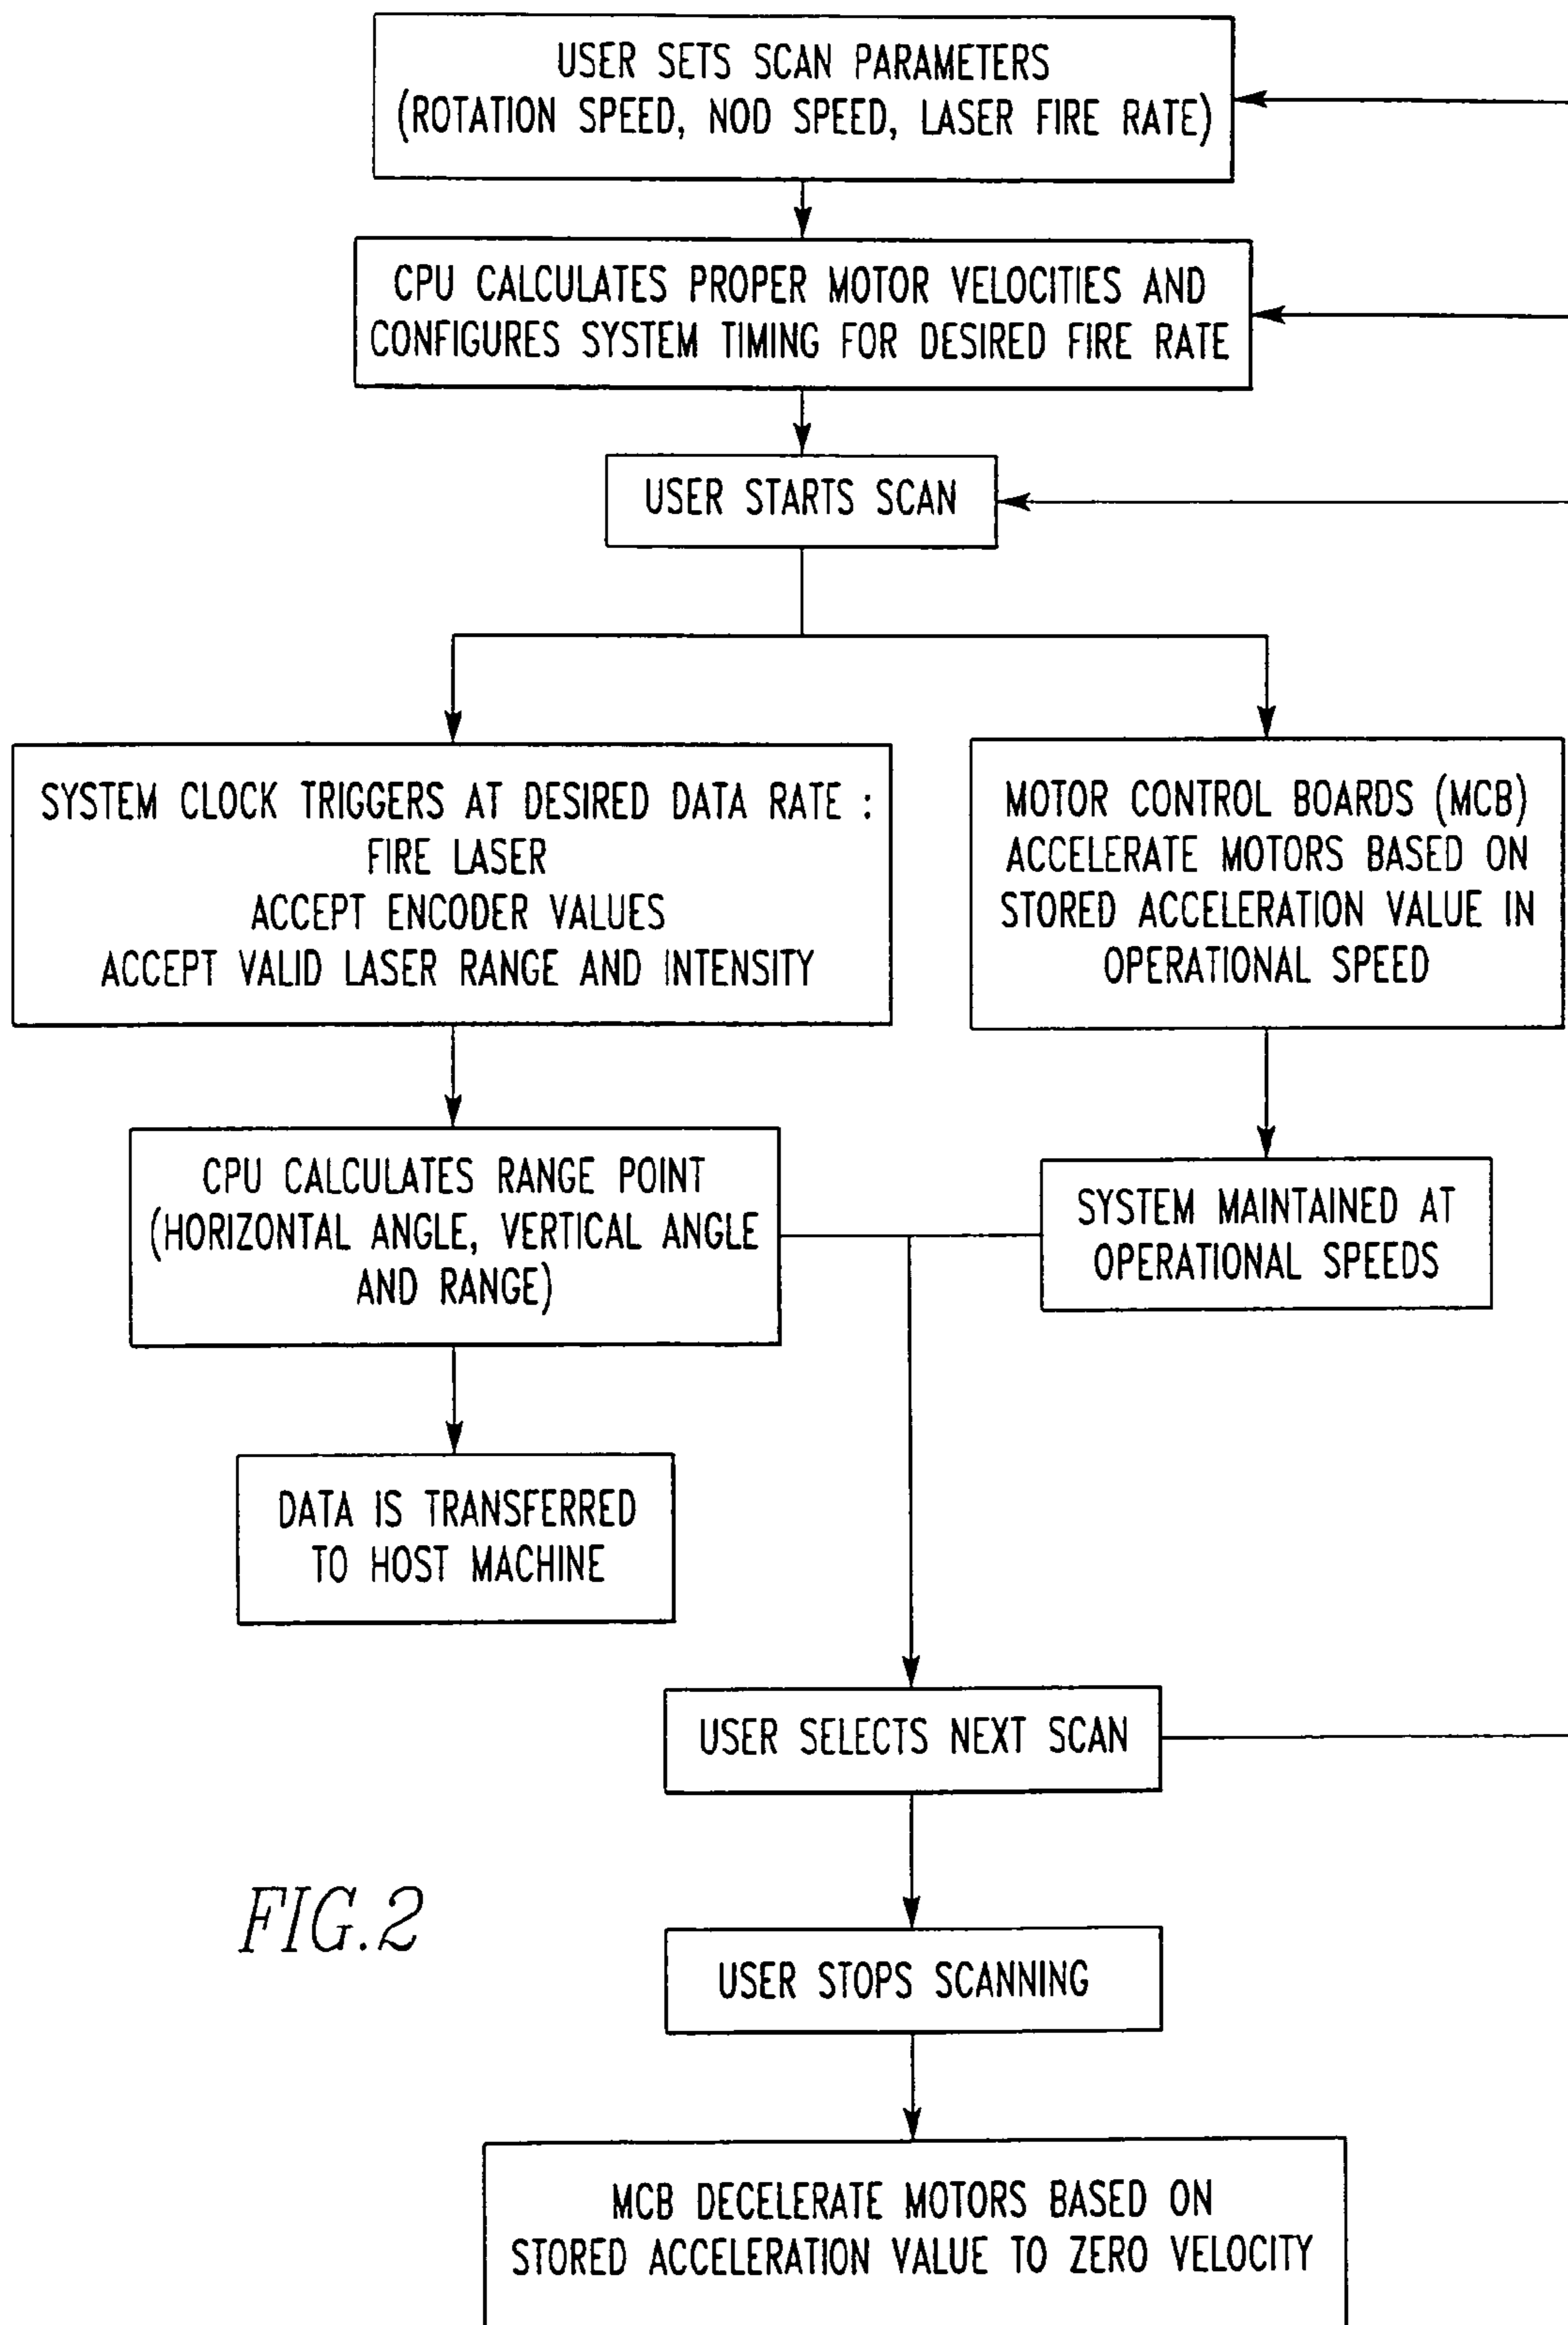 USER SETS SCAN PARAMETERS
(ROTATION SPEED, NOD SPEED, LASER FIRE RATE)
CPU CALCULATES PROPER MOTOR VELOCITIES AND
CONFIGURES SYSTEM TIMING FOR DESIRED FIRE RATE
USER STARTS SCAN
SYSTEM CLOCK TRIGGERS AT DESIRED DATA RATE :
FIRE LASER
ACCEPT ENCODER VALUES
ACCEPT VALID LASER RANGE AND INTENSITY
MOTOR CONTROL BOARDS (MCB)
ACCELERATE MOTORS BASED ON
STORED ACCELERATION VALUE IN
OPERATIONAL SPEED
CPU CALCULATES RANGE POINT
(HORIZONTAL ANGLE, VERTICAL ANGLE
AND RANGE)
SYSTEM MAINTAINED AT
OPERATIONAL SPEEDS
DATA IS TRANSFERRED
TO HOST MACHINE
USER SELECTS NEXT SCAN
FIG.2
USER STOPS SCANNING
MCB DECELERATE MOTORS BASED ON
STORED ACCELERATION VALUE TO ZERO VELOCITY